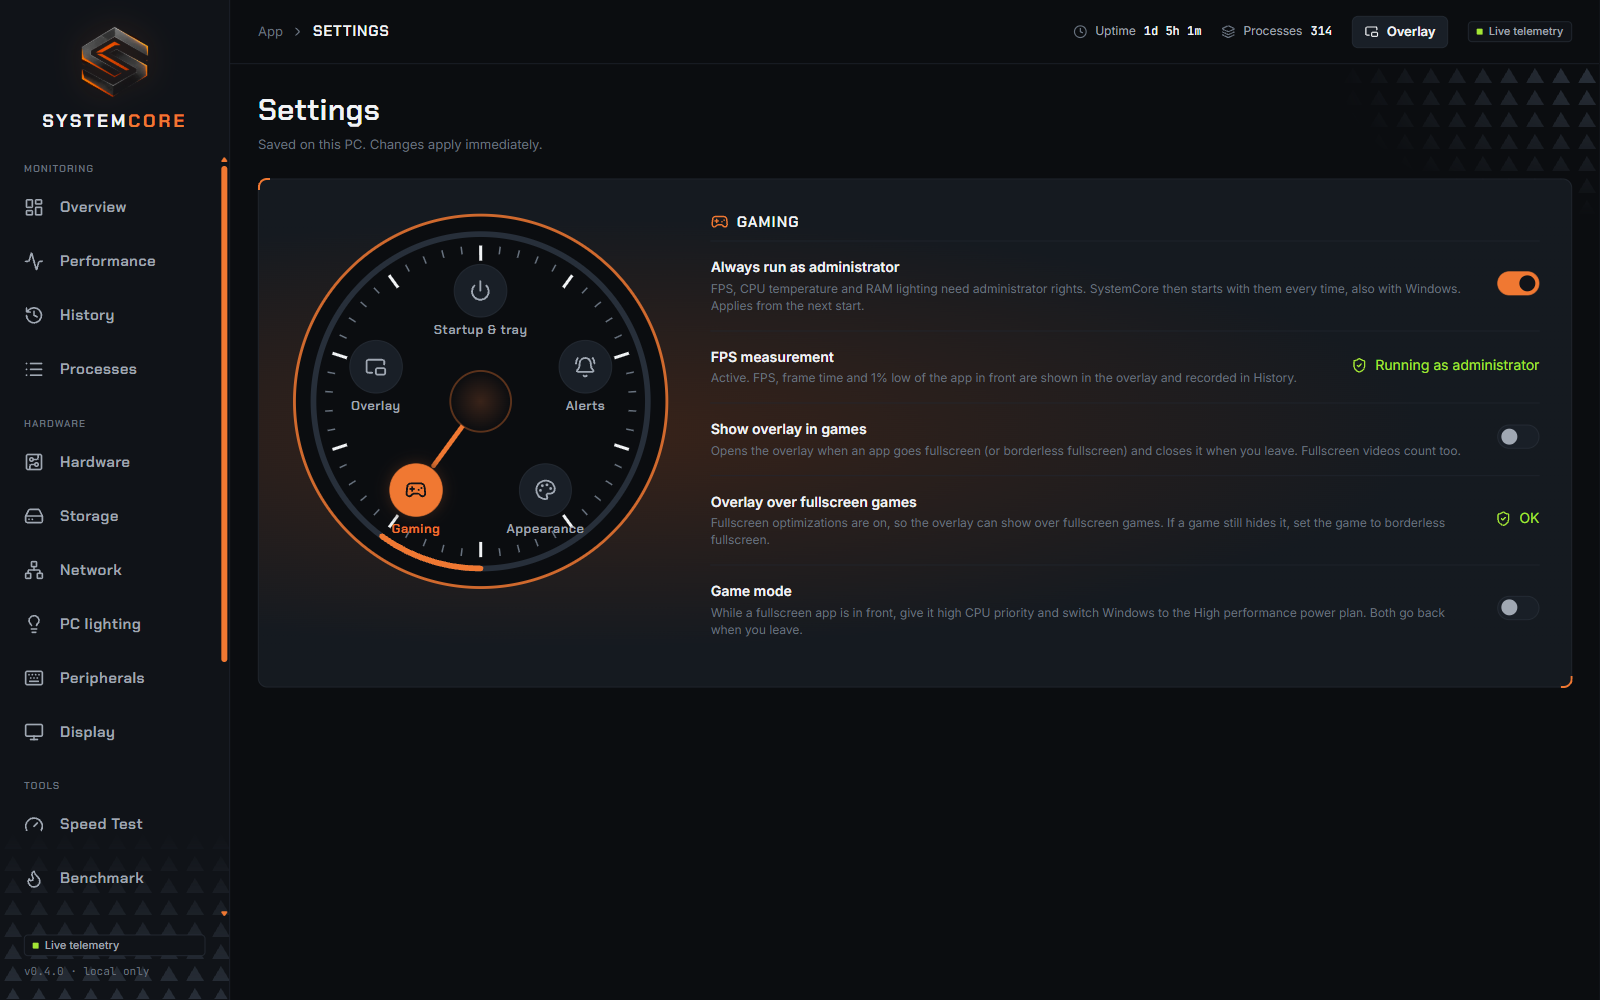 SYSTEMCORE
MONITORING
Overview
Performance
History
Processes
HARDWARE
Hardware
Storage
Network
PC lighting
Peripherals
Display
TOOLS
Speed Test
Benchmark
Live telemetry
v0.4.0 · local only
App > SETTINGS
Uptime 1d 5h 1m
Processes 314
Overlay
Live telemetry
Settings
Saved on this PC. Changes apply immediately.
Startup & tray
Overlay
Alerts
Gaming
Appearance
GAMING
Always run as administrator
FPS, CPU temperature and RAM lighting need administrator rights. SystemCore then starts with them every time, also with Windows.
Applies from the next start.
FPS measurement
Active. FPS, frame time and 1% low of the app in front are shown in the overlay and recorded in History.
Running as administrator
Show overlay in games
Opens the overlay when an app goes fullscreen (or borderless fullscreen) and closes it when you leave. Fullscreen videos count too.
Overlay over fullscreen games
Fullscreen optimizations are on, so the overlay can show over fullscreen games. If a game still hides it, set the game to borderless
fullscreen.
OK
Game mode
While a fullscreen app is in front, give it high CPU priority and switch Windows to the High performance power plan. Both go back
when you leave.